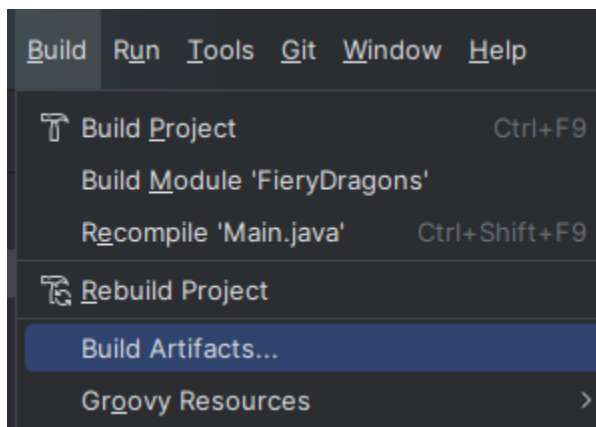 Build Run Tools Git Window Help
Build Project Ctrl+F9
Build Module 'FieryDragons'
Recompile 'Main.java' Ctrl+Shift+F9
Rebuild Project
Build Artifacts...
Groovy Resources